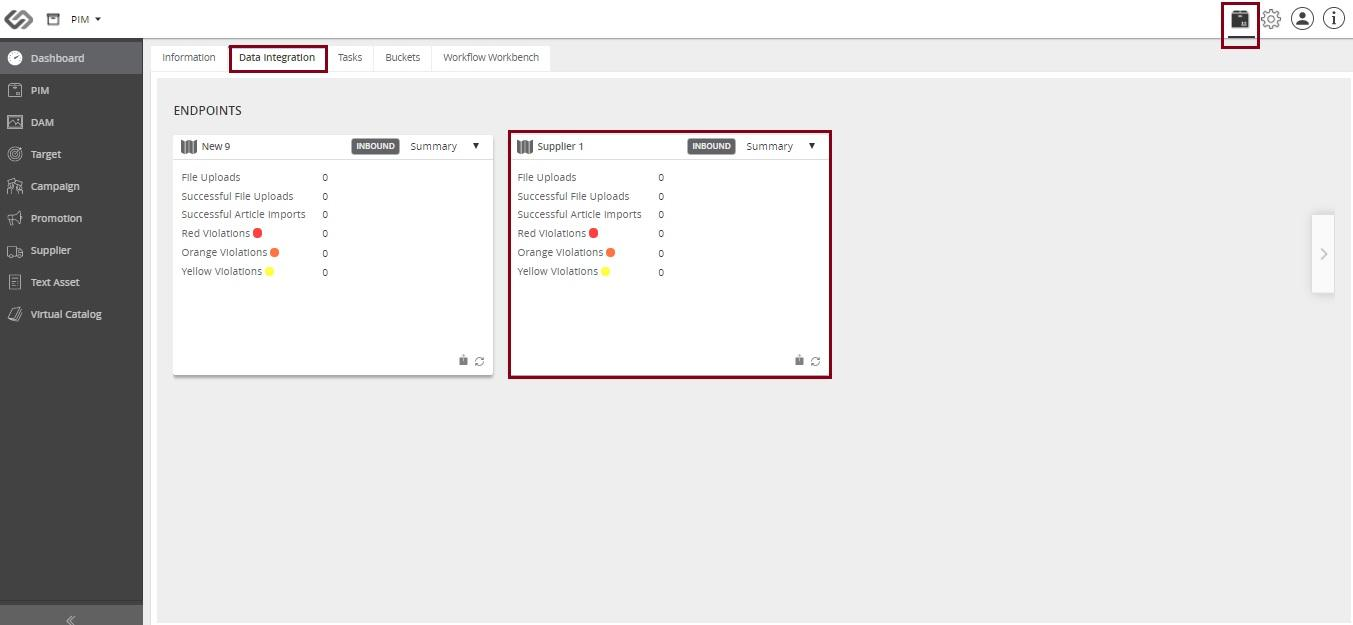 PIM
Dashboard
PIM
DAM
Target
Campaign
Promotion
Supplier
Text Asset
Virtual Catalog
Information Data Integration Tasks Buckets Workflow Workbench
ENDPOINTS
New 9 INBOUND Summary
File Uploads 0
Successful File Uploads 0
Successful Article Imports 0
Red Violations 0
Orange Violations 0
Yellow Violations 0
Supplier 1 INBOUND Summary
File Uploads 0
Successful File Uploads 0
Successful Article Imports 0
Red Violations 0
Orange Violations 0
Yellow Violations 0